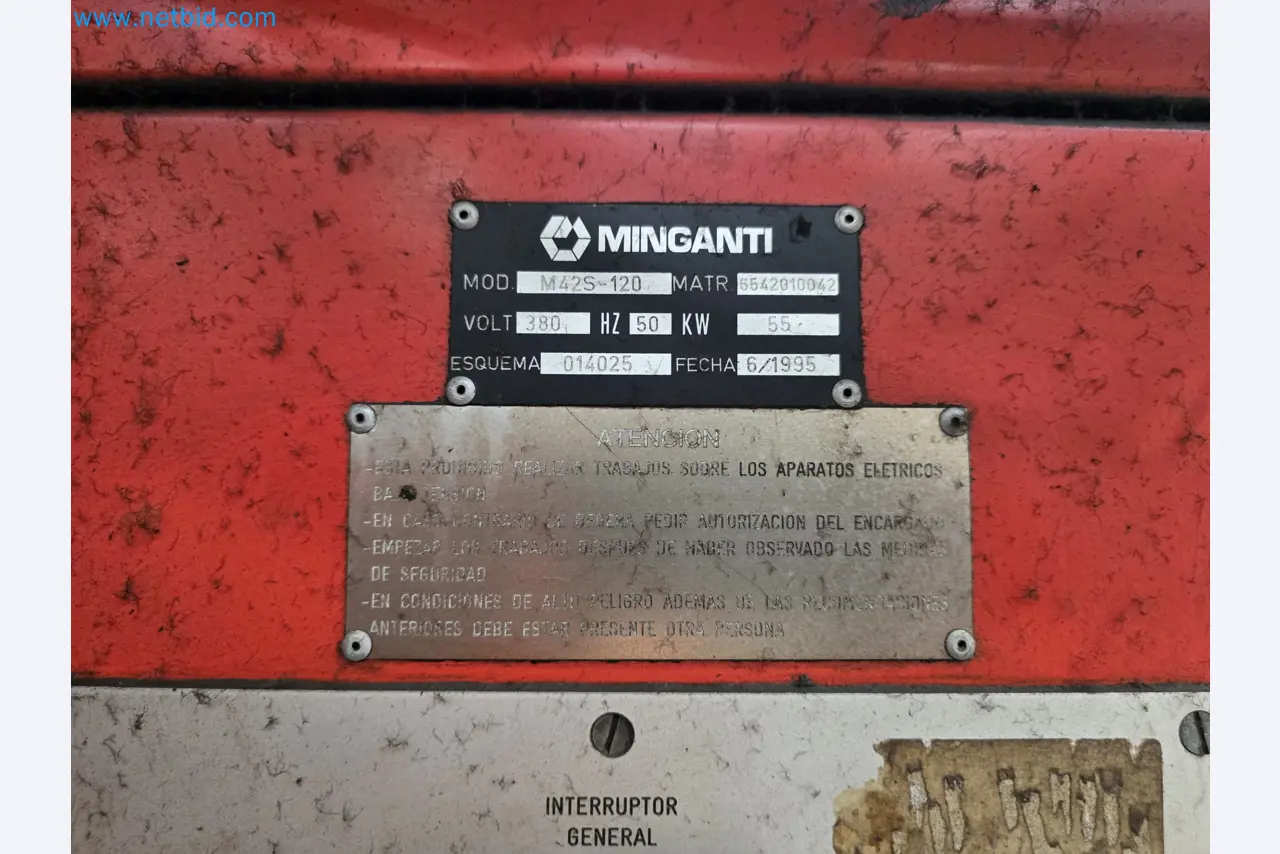 www.netbid.com
MINGANTI
MOD. M42S-120 MATR. 6542010042
VOLT 380 HZ 50 KW 55
ESQUEMA 014025 FECHA 6/1995
ATENCION
-ESTA PROHIBIDO REALIZAR TRABAJOS SOBRE LOS APARATOS ELETRICOS
BAJO TENSION
-EN CASO CONTRARIO SE DEBERA PEDIR AUTORIZACION DEL ENCARGADO
-EMPEZAR LOS TRABAJOS DESPUES DE HABER OBSERVADO LAS MEDIDAS
DE SEGURIDAD
-EN CONDICIONES DE ALTO PELIGRO ADEMAS DE LAS RECOMENDACIONES
ANTERIORES DEBE ESTAR PRESENTE OTRA PERSONA
INTERRUPTOR
GENERAL